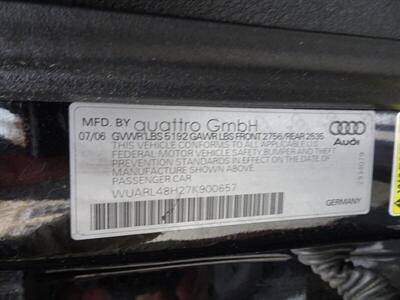 MFD. BY quattro GmbH
07/06 GVWR LBS 5192 GAWR LBS FRONT 2756/REAR 2535
THIS VEHICLE CONFORMS TO ALL APPLICABLE
FEDERAL MOTOR VEHICLE SAFETY BUMPER AND THEFT
PREVENTION STANDARDS IN EFFECT ON THE DATE OF
MANUFACTURE SHOWN ABOVE
PASSENGER CAR
WUARL48H27K900657
Audi
GERMANY